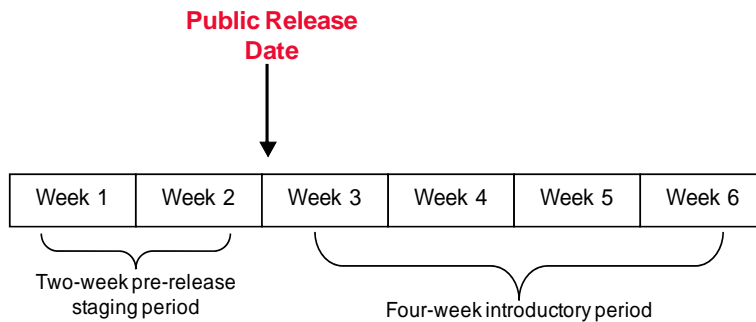 Public Release
Date
Week 1
Week 2
Week 3
Week 4
Week 5
Week 6
Two-week pre-release
staging period
Four-week introductory period